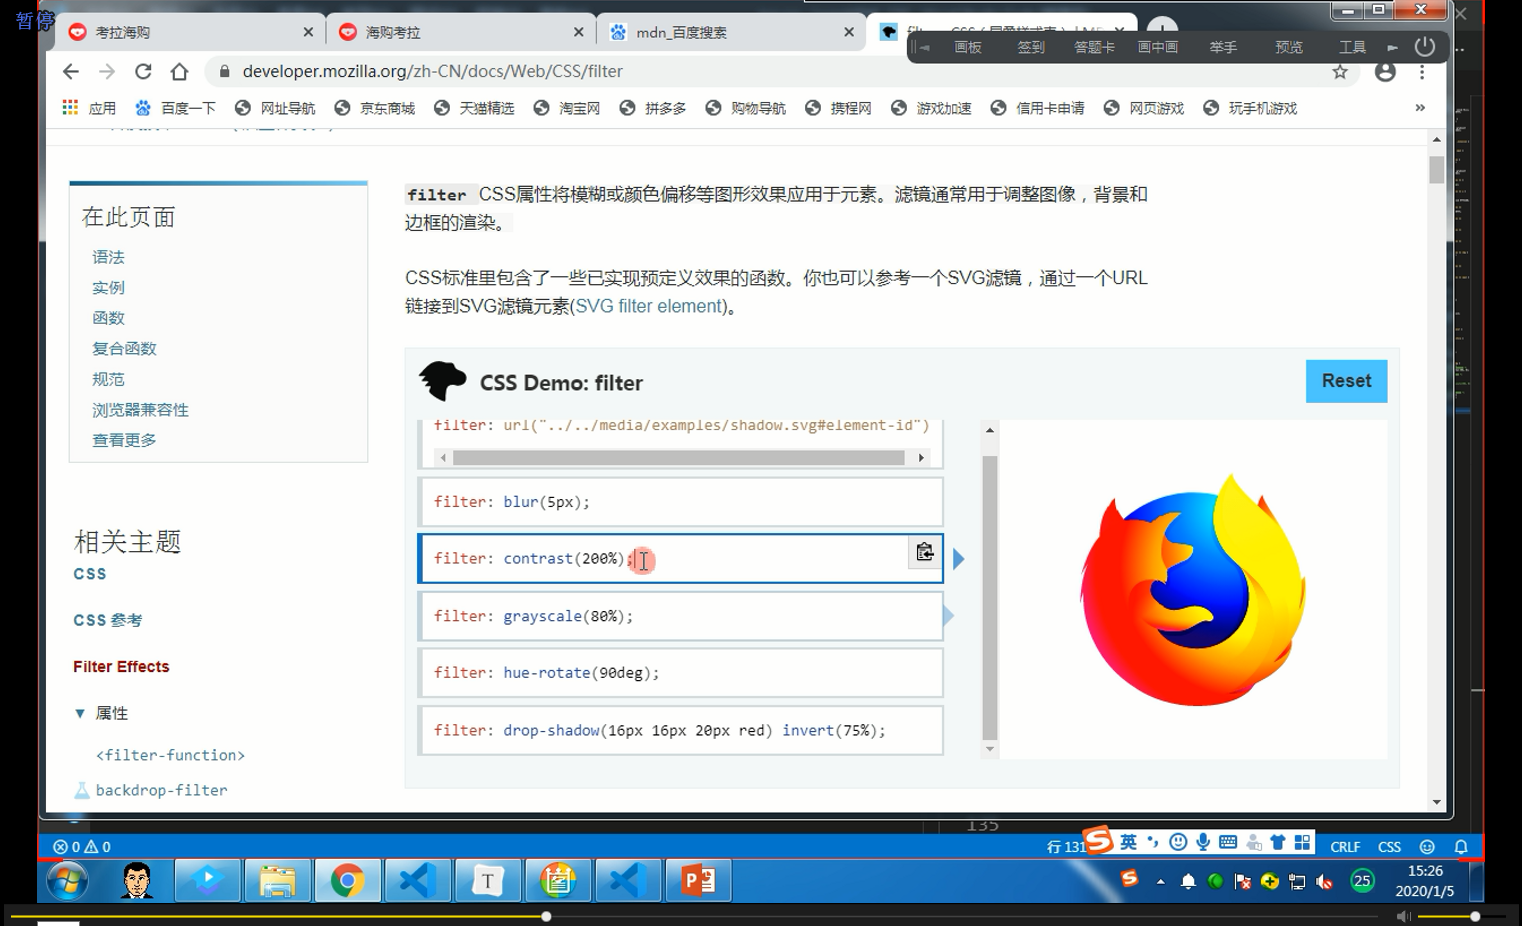 暂停
考拉海购
海购考拉
mdn_百度搜索
画板 签到 答题卡 画中画 举手 预览 工具
developer.mozilla.org/zh-CN/docs/Web/CSS/filter
应用 百度一下 网址导航 京东商城 天猫精选 淘宝网 拼多多 购物导航 携程网 游戏加速 信用卡申请 网页游戏 玩手机游戏 »
filter CSS属性将模糊或颜色偏移等图形效果应用于元素。滤镜通常用于调整图像，背景和
边框的渲染。
CSS标准里包含了一些已实现预定义效果的函数。你也可以参考一个SVG滤镜，通过一个URL
链接到SVG滤镜元素(SVG filter element)。
在此页面
语法
实例
函数
复合函数
规范
浏览器兼容性
查看更多
相关主题
CSS
CSS 参考
Filter Effects
▼ 属性
<filter-function>
backdrop-filter
CSS Demo: filter
Reset
filter: url("../../media/examples/shadow.svg#element-id")
filter: blur(5px);
filter: contrast(200%);
filter: grayscale(80%);
filter: hue-rotate(90deg);
filter: drop-shadow(16px 16px 20px red) invert(75%);
135
0 0
行 131
英
CRLF
CSS
T
P
25
15:26
2020/1/5